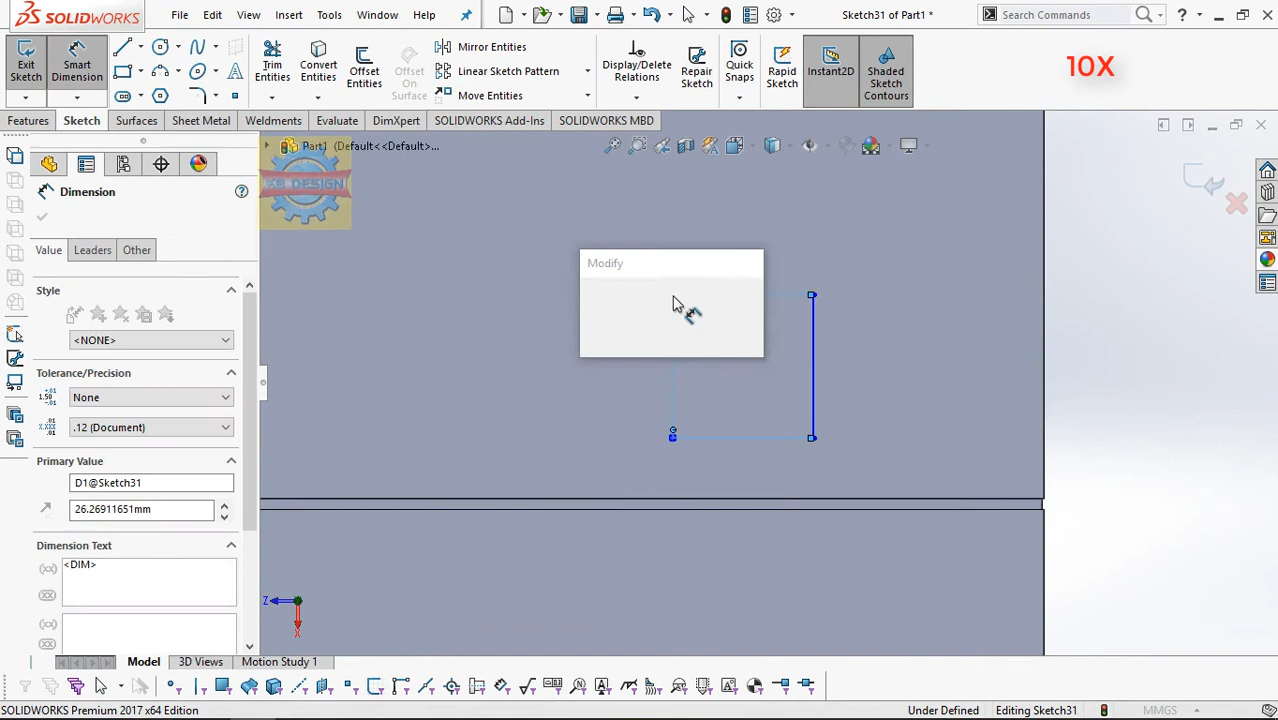 SOLIDWORKS
File
Edit
View
Insert
Tools
Window
Help
Sketch31 of Part1 *
Search Commands
Exit Sketch
Smart Dimension
Trim Entities
Convert Entities
Offset Entities
Offset On Surface
Mirror Entities
Linear Sketch Pattern
Move Entities
Display/Delete Relations
Repair Sketch
Quick Snaps
Rapid Sketch
Instant2D
Shaded Sketch Contours
10X
Features
Sketch
Surfaces
Sheet Metal
Weldments
Evaluate
DimXpert
SOLIDWORKS Add-Ins
SOLIDWORKS MBD
Part1 (Default<<Default>...
Dimension
Value
Leaders
Other
Modify
Style
<NONE>
Tolerance/Precision
None
.12 (Document)
Primary Value
D1@Sketch31
26.26911651mm
Dimension Text
<DIM>
Z
X
Model
3D Views
Motion Study 1
SOLIDWORKS Premium 2017 x64 Edition
Under Defined
Editing Sketch31
MMGS